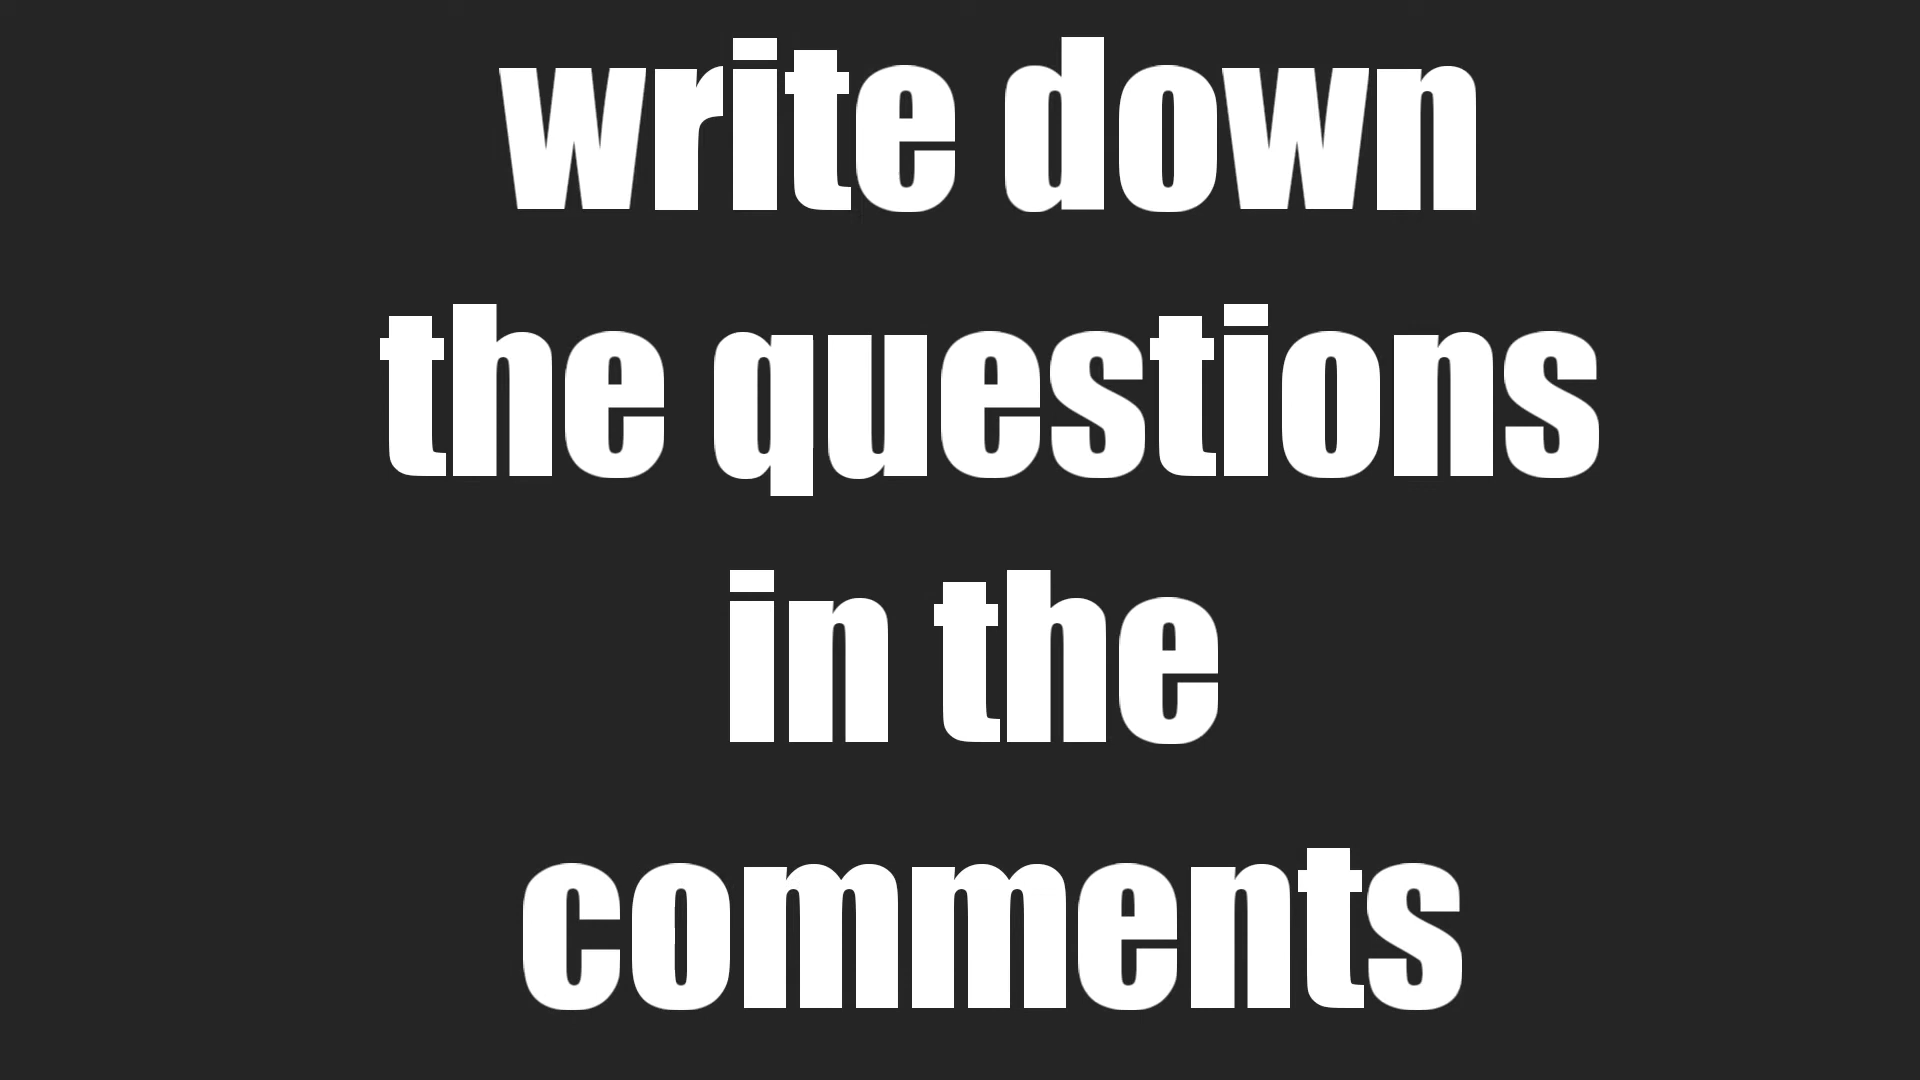 write down
the questions
in the
comments